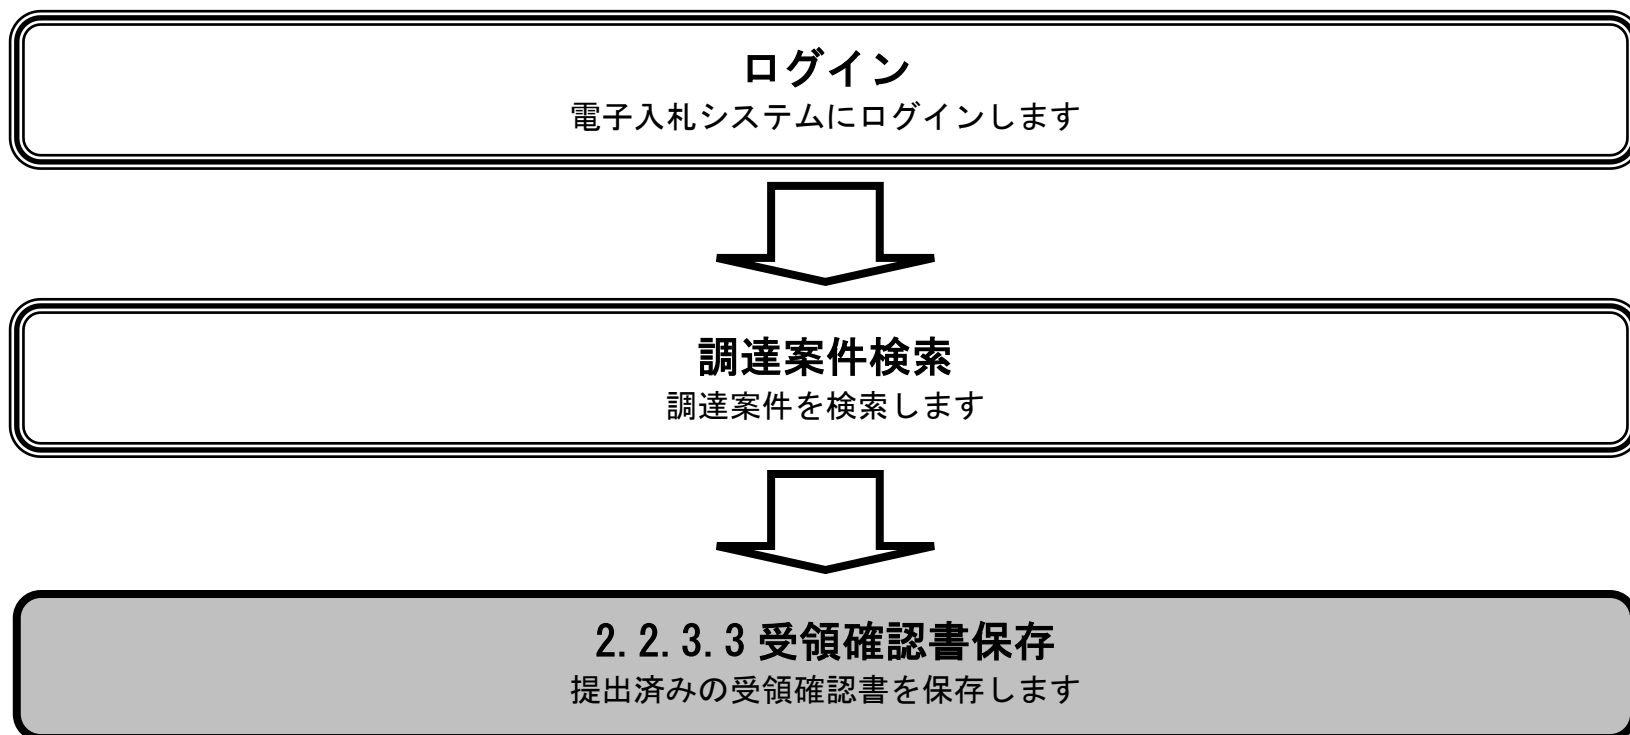 ログイン
電子入札システムにログインします
調達案件検索
調達案件を検索します
2.2.3.3 受領確認書保存
提出済みの受領確認書を保存します